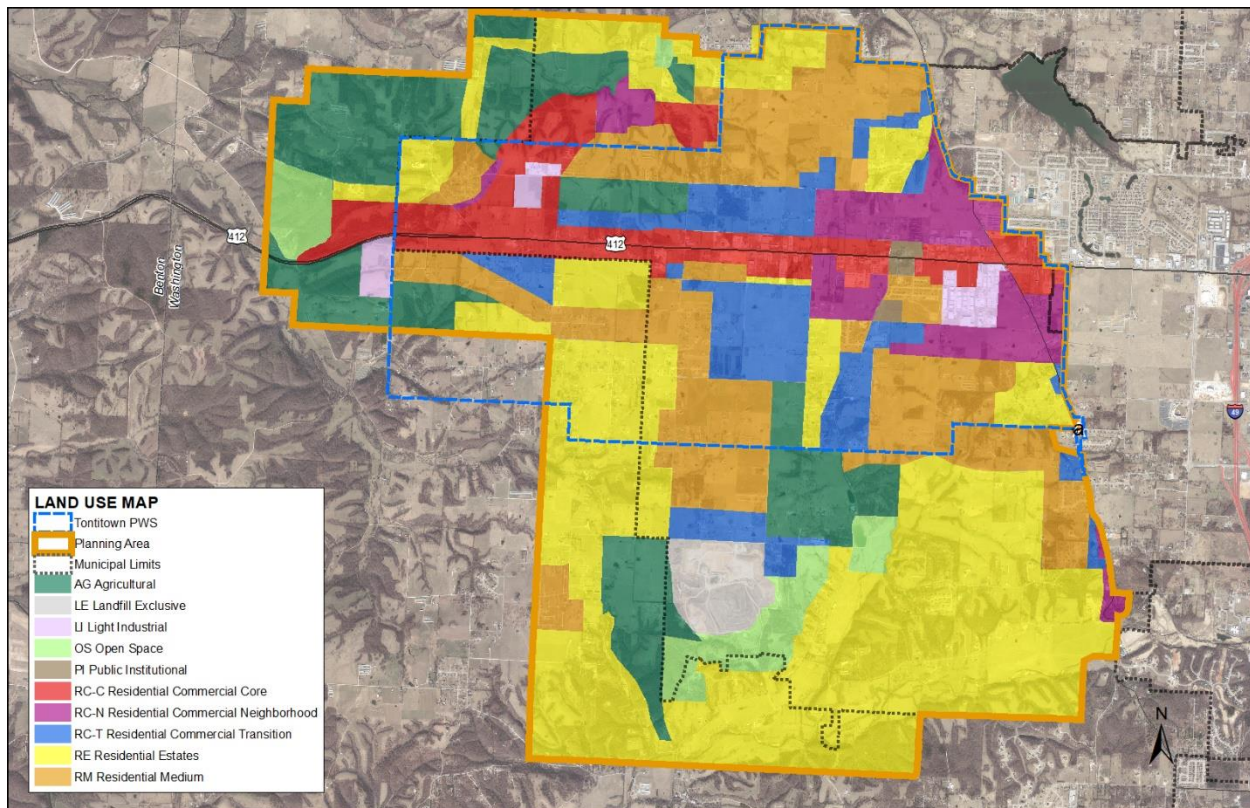 412
412
Benton
Washington
49
LAND USE MAP
Tontitown PWS
Planning Area
Municipal Limits
AG Agricultural
LE Landfill Exclusive
LI Light Industrial
OS Open Space
PI Public Institutional
RC-C Residential Commercial Core
RC-N Residential Commercial Neighborhood
RC-T Residential Commercial Transition
RE Residential Estates
RM Residential Medium
N